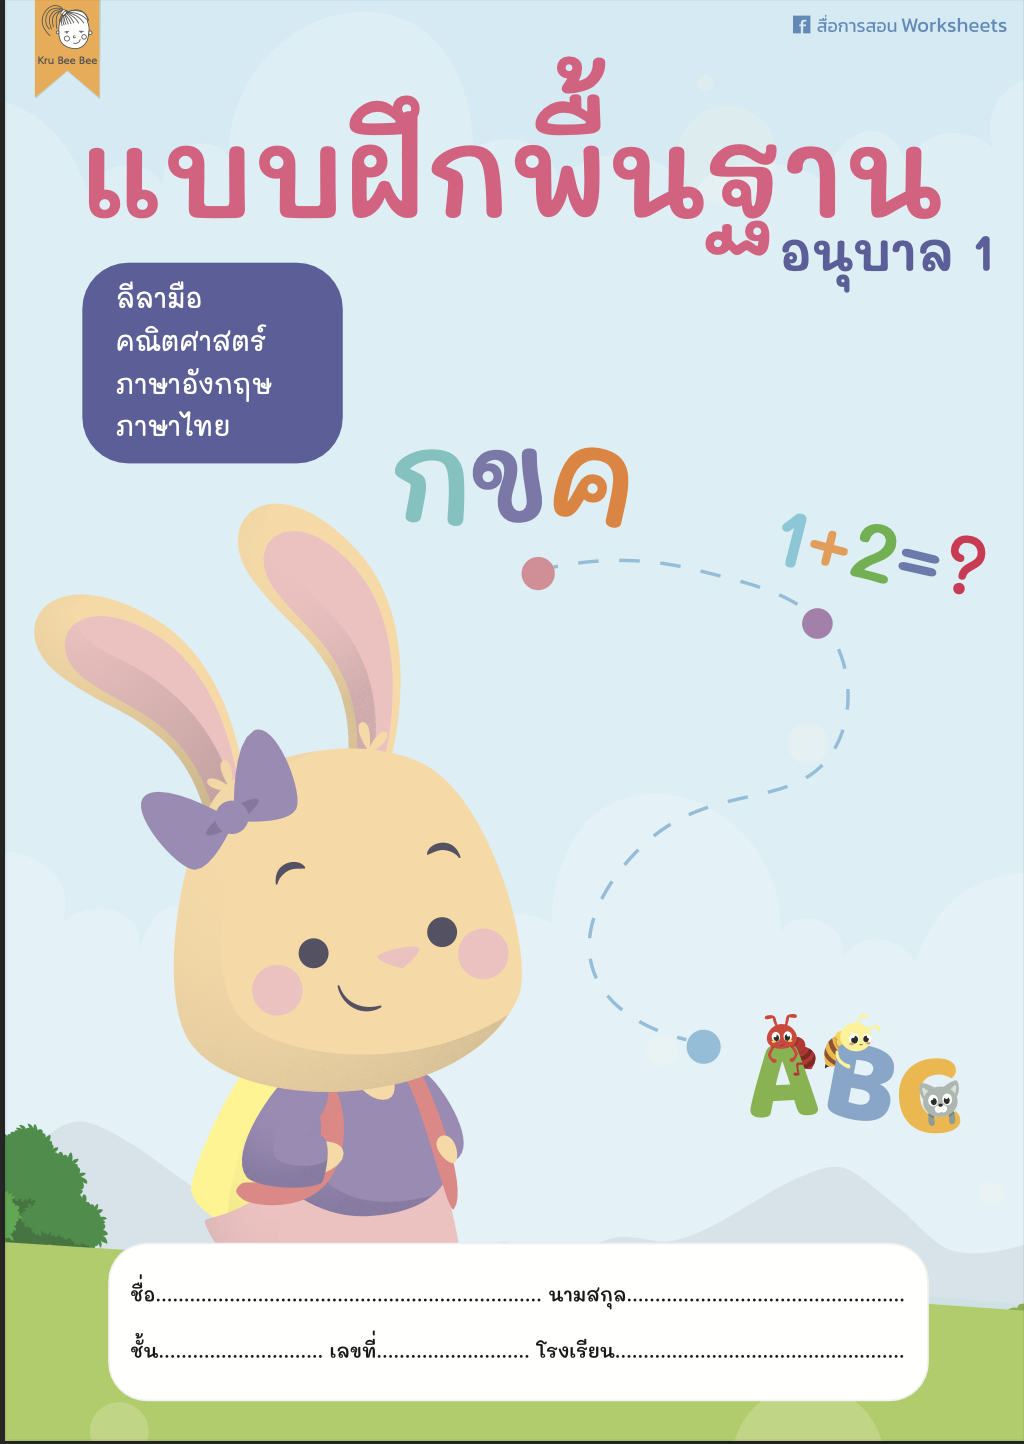 Kru Bee Bee
สื่อการสอน Worksheets
แบบฝึกพื้นฐาน
อนุบาล 1
ลีลามือ
คณิตศาสตร์
ภาษาอังกฤษ
ภาษาไทย
กขค
1+2=?
ABC
ชื่อ.................................................................... นามสกุล.................................................
ชั้น............................. เลขที่........................... โรงเรียน...................................................